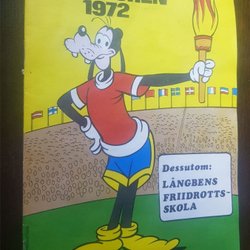 1972
Dessutom:
LÅNGBENS
FRIIDROTTS-
SKOLA